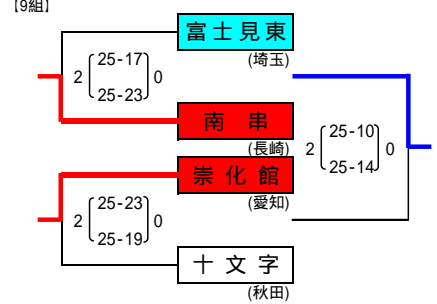 【9組】
富士見東
(埼玉)
2 25-17 0
25-23
南串
(長崎)
2 25-10 0
25-14
崇化館
(愛知)
2 25-23 0
25-19
十文字
(秋田)